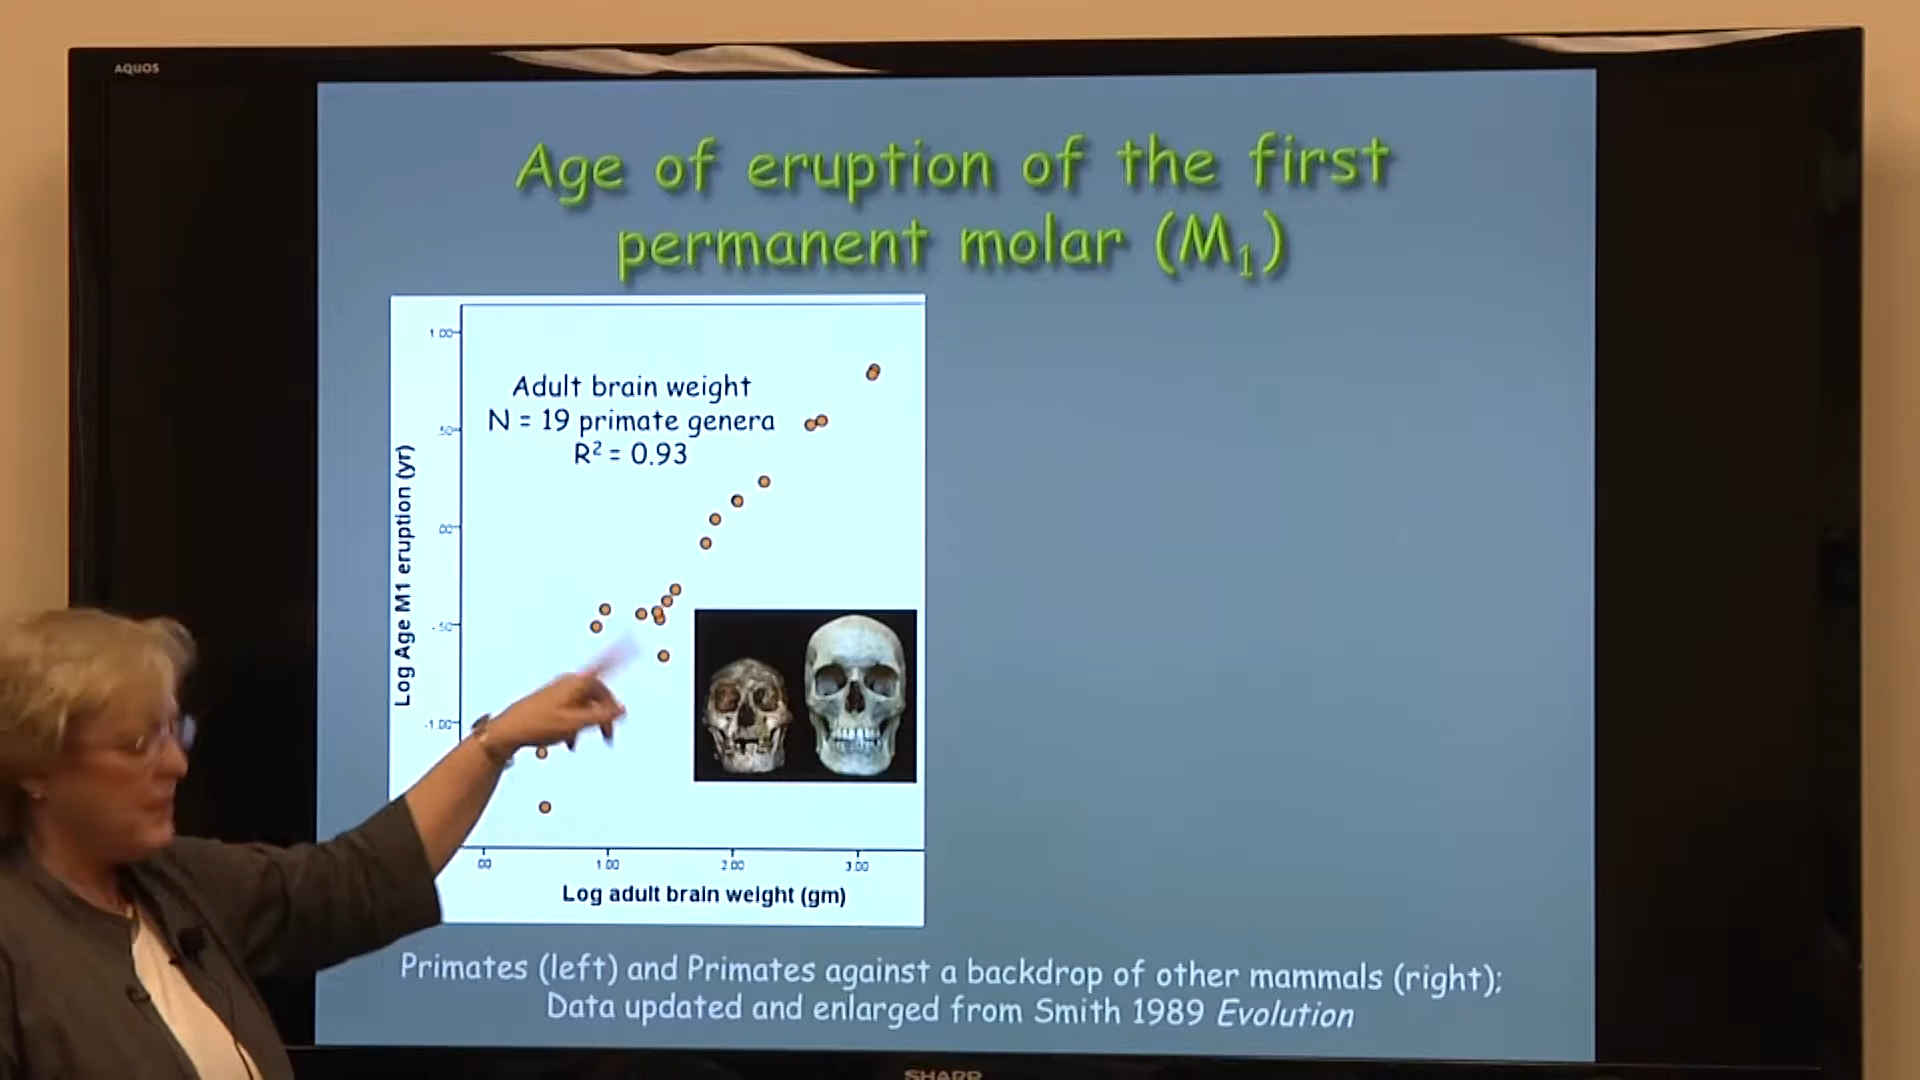 AQUOS
Age of eruption of the first
permanent molar (M₁)
1.00
.50
.00
-.50
-1.00
Log Age M1 eruption (yr)
Adult brain weight
N = 19 primate genera
R² = 0.93
.00
1.00
2.00
3.00
Log adult brain weight (gm)
Primates (left) and Primates against a backdrop of other mammals (right);
Data updated and enlarged from Smith 1989 Evolution
SHARP